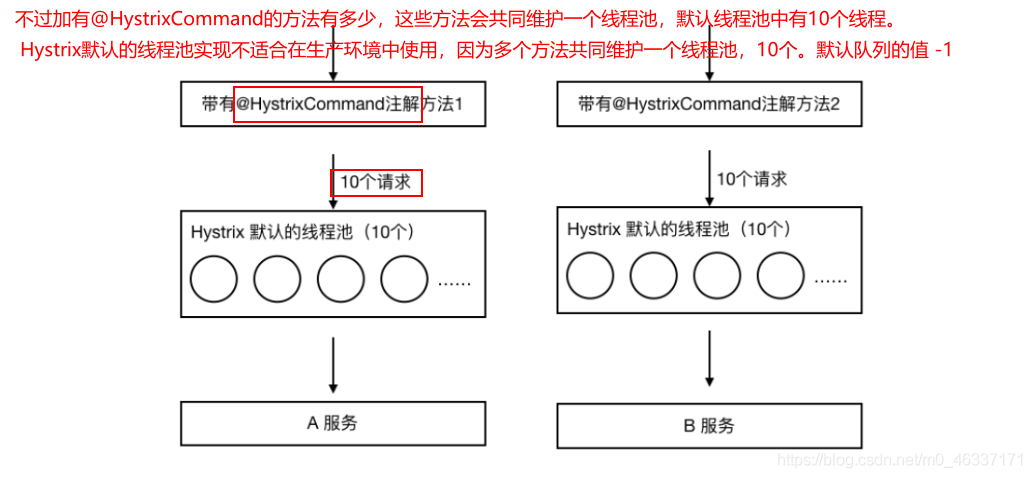 不过加有@HystrixCommand的方法有多少，这些方法会共同维护一个线程池，默认线程池中有10个线程。
Hystrix默认的线程池实现不适合在生产环境中使用，因为多个方法共同维护一个线程池，10个。默认队列的值 -1
带有@HystrixCommand注解方法1
带有@HystrixCommand注解方法2
10个请求
10个请求
Hystrix 默认的线程池（10个）
Hystrix 默认的线程池（10个）
......
......
A 服务
B 服务
https://blog.csdn.net/m0_46337171